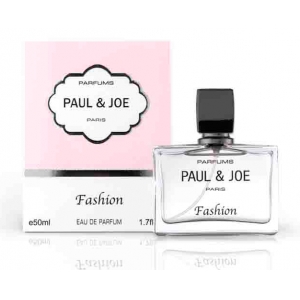 PARFUMS
PAUL & JOE
PARIS
Fashion
e50ml
EAU DE PARFUM
1.7fl
PARFUMS
PAUL & JOE
PARIS
Fashion